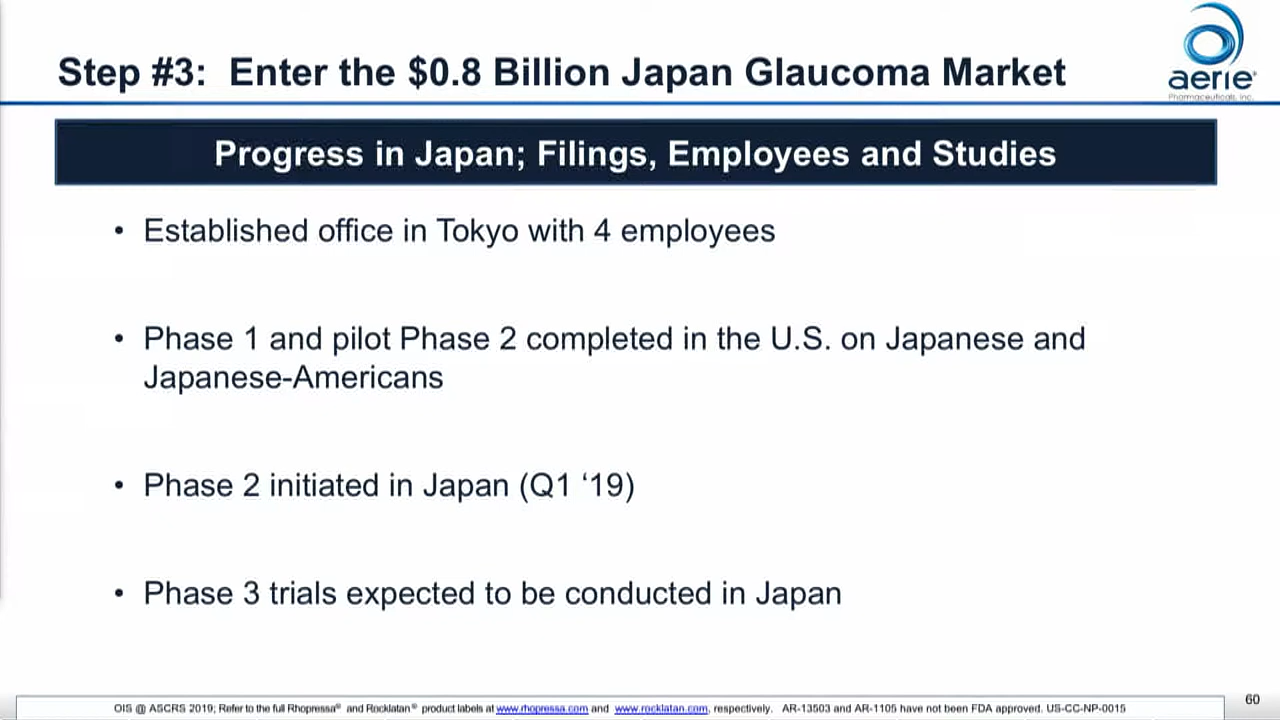 Step #3: Enter the $0.8 Billion Japan Glaucoma Market
aerie®
Pharmaceuticals, Inc.
Progress in Japan; Filings, Employees and Studies
• Established office in Tokyo with 4 employees
• Phase 1 and pilot Phase 2 completed in the U.S. on Japanese and
Japanese-Americans
• Phase 2 initiated in Japan (Q1 ‘19)
• Phase 3 trials expected to be conducted in Japan
OIS @ ASCRS 2019; Refer to the full Rhopressa® and Rocklatan® product labels at www.rhopressa.com and www.rocklatan.com, respectively. AR-13503 and AR-1105 have not been FDA approved. US-CC-NP-0015
60